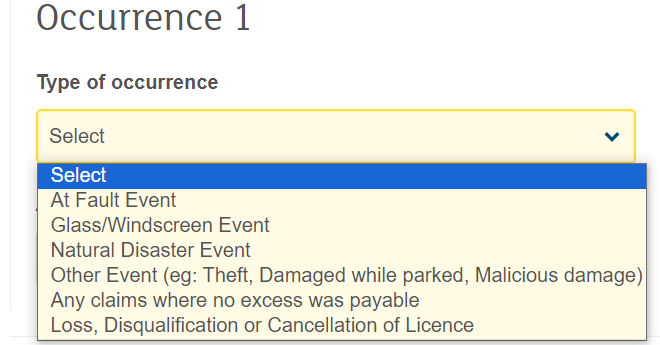 Occurrence 1
Type of occurrence
Select
Select
At Fault Event
Glass/Windscreen Event
Natural Disaster Event
Other Event (eg: Theft, Damaged while parked, Malicious damage)
Any claims where no excess was payable
Loss, Disqualification or Cancellation of Licence